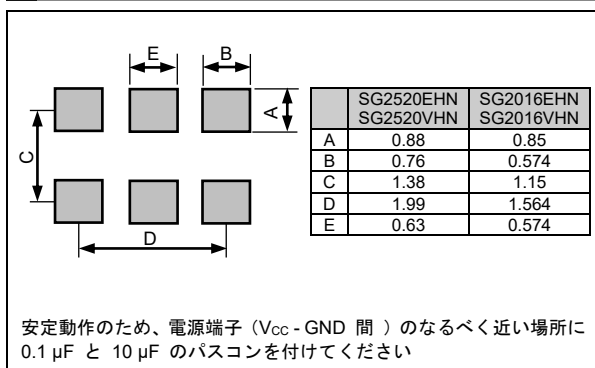 E B
A
C
D
SG2520EHN SG2016EHN
SG2520VHN SG2016VHN
A 0.88 0.85
B 0.76 0.574
C 1.38 1.15
D 1.99 1.564
E 0.63 0.574
安定動作のため、電源端子（Vcc - GND 間 ）のなるべく近い場所に
0.1 μF と 10 μF のパスコンを付けてください